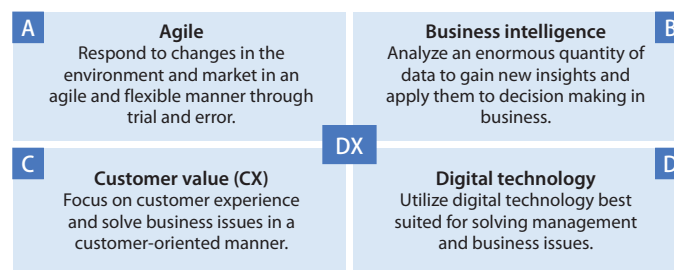 A
Agile
Respond to changes in the
environment and market in an
agile and flexible manner through
trial and error.
B
Business intelligence
Analyze an enormous quantity of
data to gain new insights and
apply them to decision making in
business.
DX
C
Customer value (CX)
Focus on customer experience
and solve business issues in a
customer-oriented manner.
D
Digital technology
Utilize digital technology best
suited for solving management
and business issues.